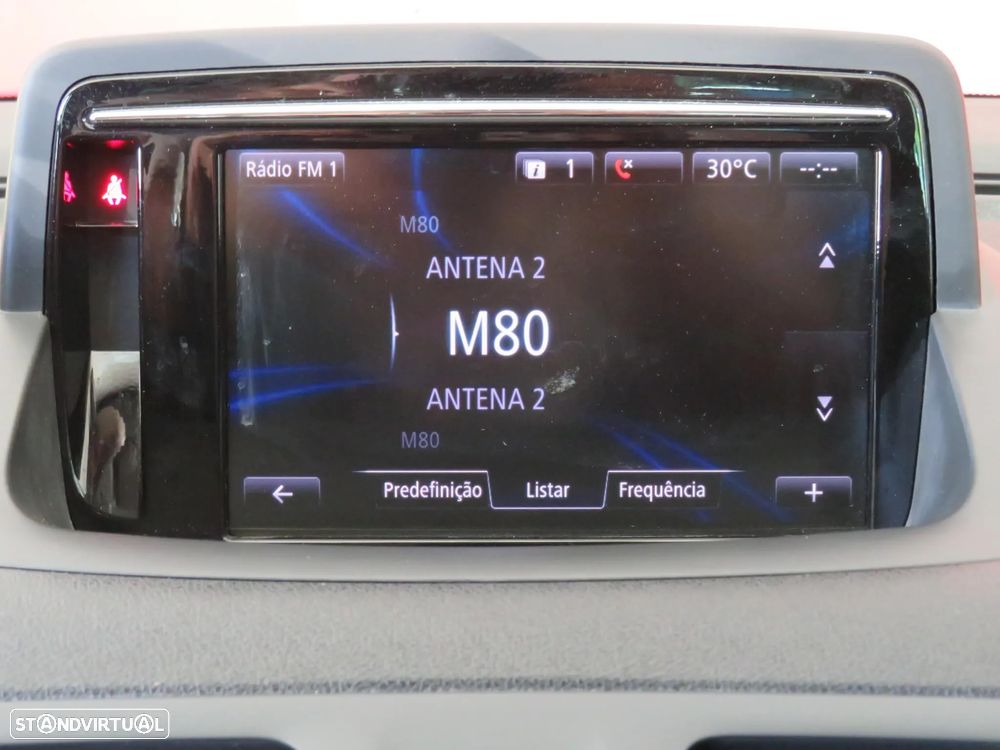 Rádio FM 1
1
30°C
--:--
M80
ANTENA 2
M80
ANTENA 2
M80
Predefinição Listar Frequência +
STANDVIRTUAL